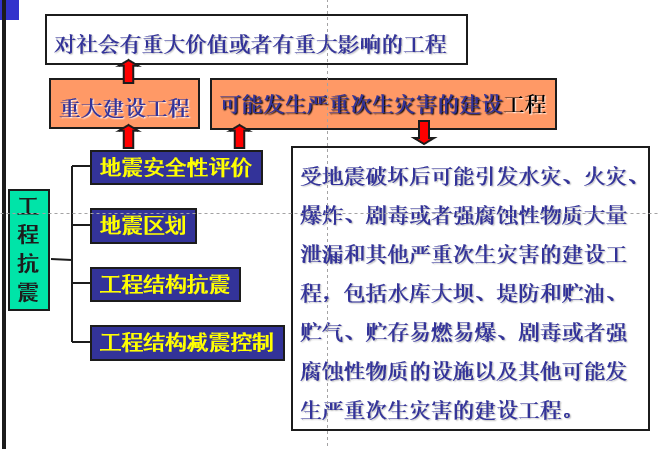 对社会有重大价值或者有重大影响的工程
重大建设工程
可能发生严重次生灾害的建设工程
地震安全性评价
地震区划
工程结构抗震
工程结构减震控制
工程抗震
受地震破坏后可能引发水灾、火灾、
爆炸、剧毒或者强腐蚀性物质大量
泄漏和其他严重次生灾害的建设工
程，包括水库大坝、堤防和贮油、
贮气、贮存易燃易爆、剧毒或者强
腐蚀性物质的设施以及其他可能发
生严重次生灾害的建设工程。